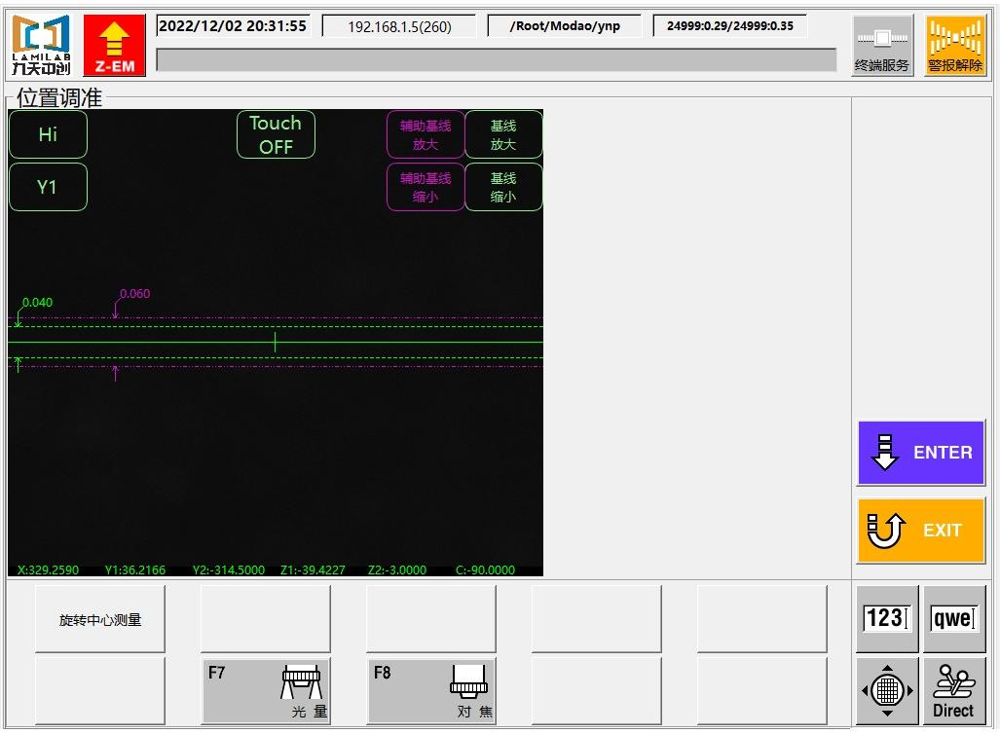 LAMILAB
九天中创
Z-EM
2022/12/02 20:31:55
192.168.1.5(260)
/Root/Modao/ynp
24999:0.29/24999:0.35
终端服务
警报解除
位置调准
Hi
Touch
OFF
辅助基线
放大
基线
放大
Y1
辅助基线
缩小
基线
缩小
0.040
0.060
X:329.2590 Y1:36.2166 Y2:-314.5000 Z1:-39.4227 Z2:-3.0000 C:-90.0000
ENTER
EXIT
旋转中心测量
F7
光 量
F8
对 焦
123
qwe
Direct